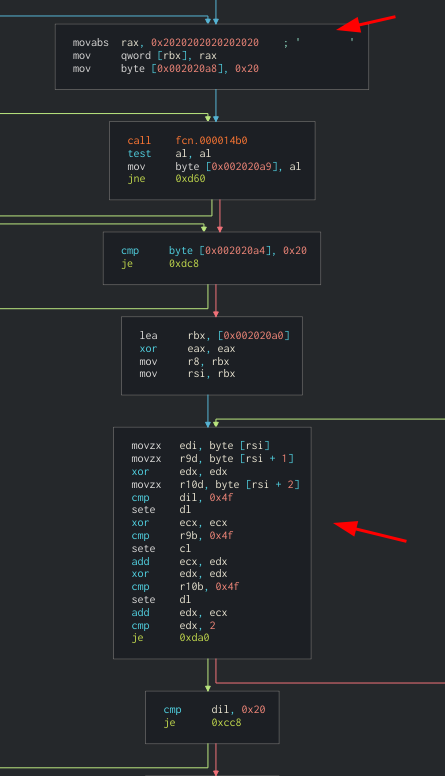 movabs rax, 0x2020202020202020 ; '        '
mov qword [rbx], rax
mov byte [0x002020a8], 0x20
call fcn.000014b0
test al, al
mov byte [0x002020a9], al
jne 0xd60
cmp byte [0x002020a4], 0x20
je 0xdc8
lea rbx, [0x002020a0]
xor eax, eax
mov r8, rbx
mov rsi, rbx
movzx edi, byte [rsi]
movzx r9d, byte [rsi + 1]
xor edx, edx
movzx r10d, byte [rsi + 2]
cmp dil, 0x4f
sete dl
xor ecx, ecx
cmp r9b, 0x4f
sete cl
add ecx, edx
xor edx, edx
cmp r10b, 0x4f
sete dl
add edx, ecx
cmp edx, 2
je 0xda0
cmp dil, 0x20
je 0xcc8